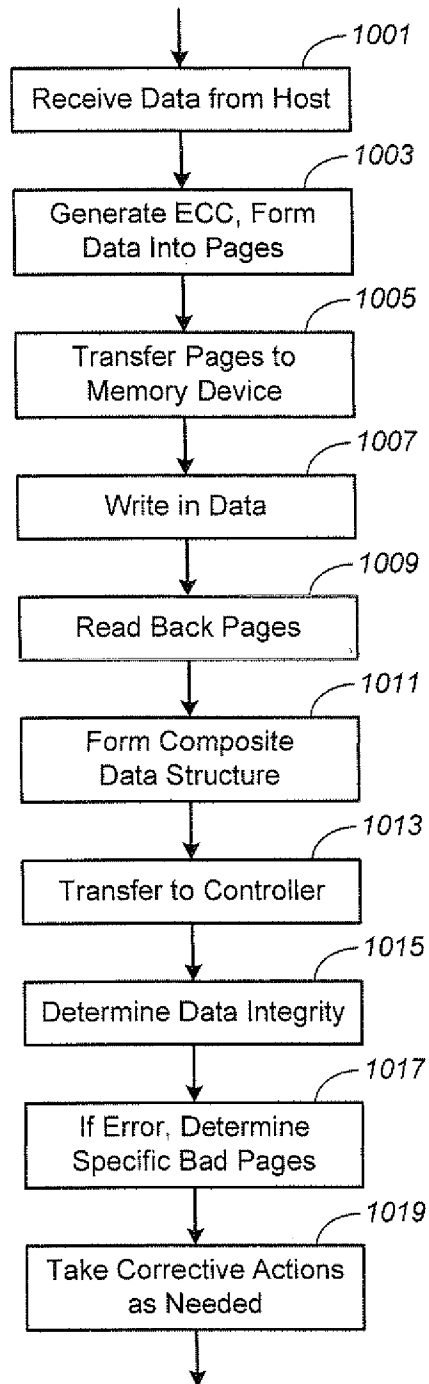 1001
Receive Data from Host
1003
Generate ECC, Form
Data Into Pages
1005
Transfer Pages to
Memory Device
1007
Write in Data
1009
Read Back Pages
1011
Form Composite
Data Structure
1013
Transfer to Controller
1015
Determine Data Integrity
1017
If Error, Determine
Specific Bad Pages
1019
Take Corrective Actions
as Needed